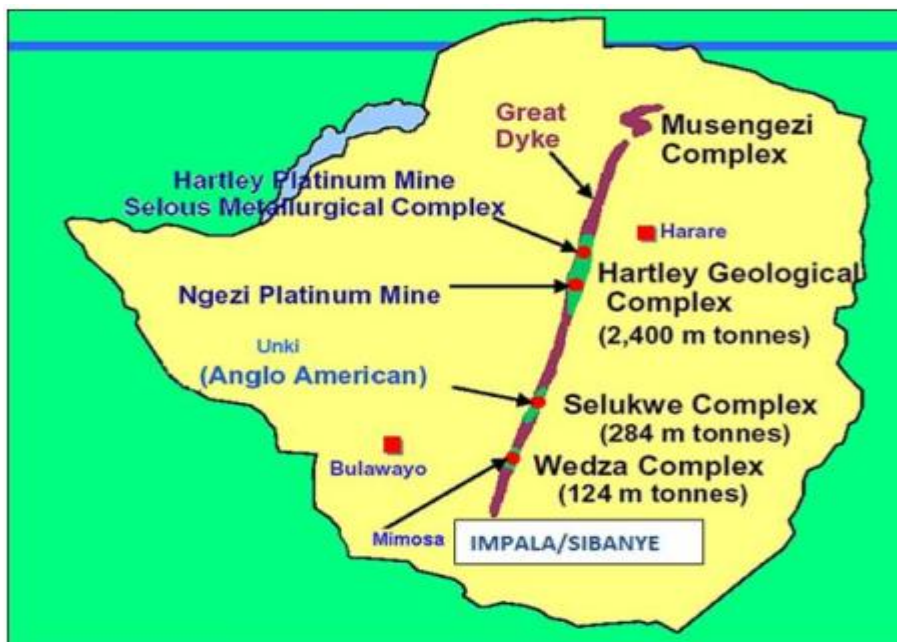 Great
Dyke
Musengezi
Complex
Hartley Platinum Mine
Selous Metallurgical Complex
Harare
Hartley Geological
Complex
(2,400 m tonnes)
Ngezi Platinum Mine
Unki
(Anglo American)
Selukwe Complex
(284 m tonnes)
Bulawayo
Wedza Complex
(124 m tonnes)
Mimosa
IMPALA/SIBANYE